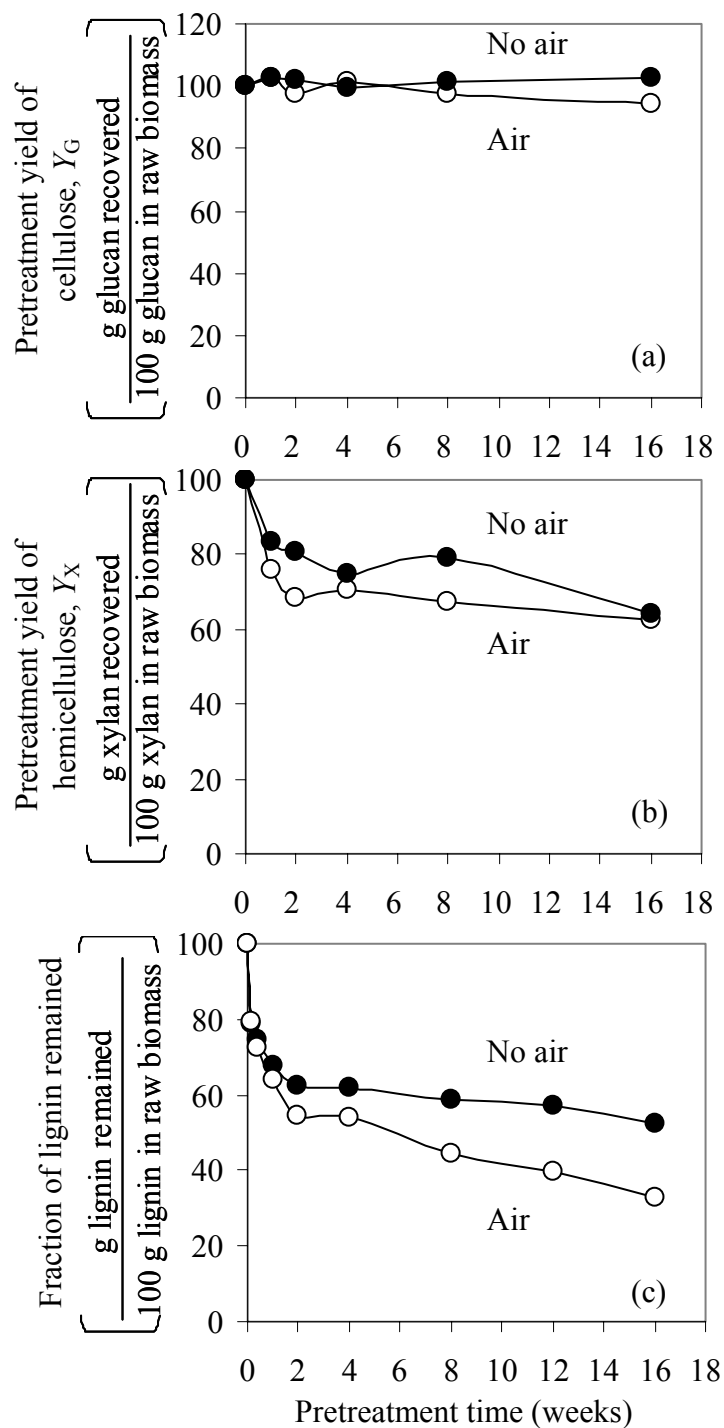 Pretreatment yield of
cellulose, Y_G
g glucan recovered
100 g glucan in raw biomass
120
100
80
60
40
20
0
No air
Air
(a)
0 2 4 6 8 10 12 14 16 18
Pretreatment yield of
hemicellulose, Y_X
g xylan recovered
100 g xylan in raw biomass
100
80
60
40
20
0
No air
Air
(b)
0 2 4 6 8 10 12 14 16 18
Fraction of lignin remained
g lignin remained
100 g lignin in raw biomass
100
80
60
40
20
0
No air
Air
(c)
0 2 4 6 8 10 12 14 16 18
Pretreatment time (weeks)